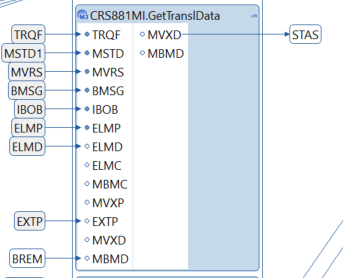 CRS881MI.GetTranslData
TRQF TRQF MVXD STAS
MSTD1 MSTD MBMD
MVRS MVRS
BMSG BMSG
IBOB IBOB
ELMP ELMP
ELMD ELMD
ELMC
MBMC
MVXP
EXTP EXTP
MVXD
BREM MBMD